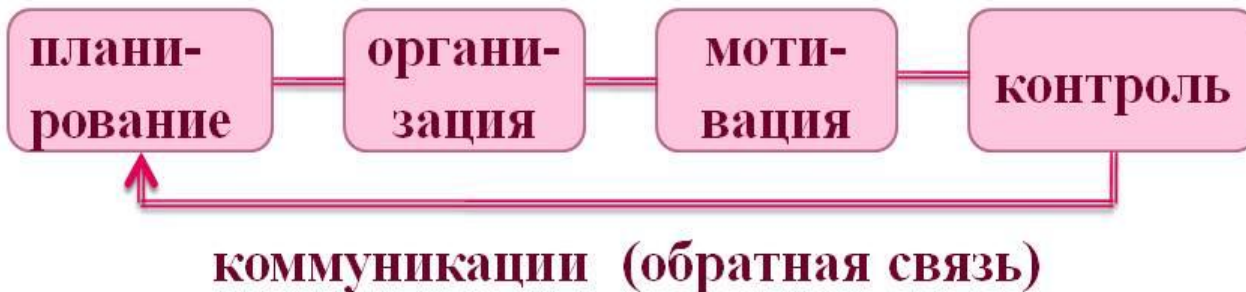 плани-
рование
органи-
зация
моти-
вация
контроль
коммуникации (обратная связь)